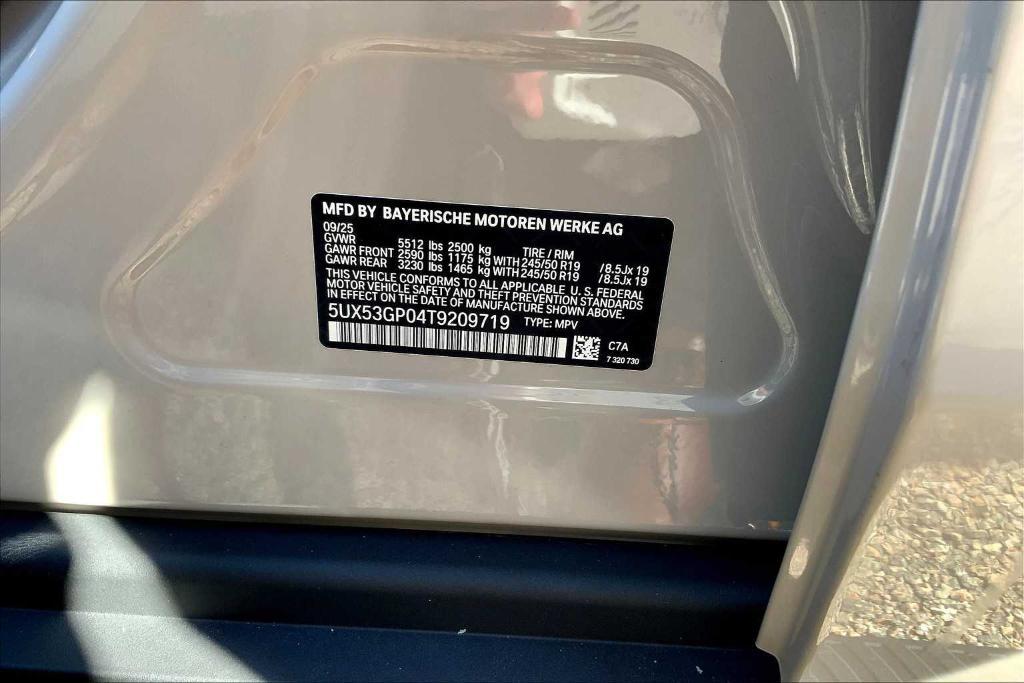 MFD BY BAYERISCHE MOTOREN WERKE AG
09/25
GVWR 5512 lbs 2500 kg TIRE / RIM
GAWR FRONT 2590 lbs 1175 kg WITH 245/50 R19 /8.5Jx 19
GAWR REAR 3230 lbs 1465 kg WITH 245/50 R19 /8.5Jx 19
THIS VEHICLE CONFORMS TO ALL APPLICABLE U.S. FEDERAL
MOTOR VEHICLE SAFETY AND THEFT PREVENTION STANDARDS
IN EFFECT ON THE DATE OF MANUFACTURE SHOWN ABOVE.
5UX53GP04T9209719 TYPE: MPV
C7A
7 320 730